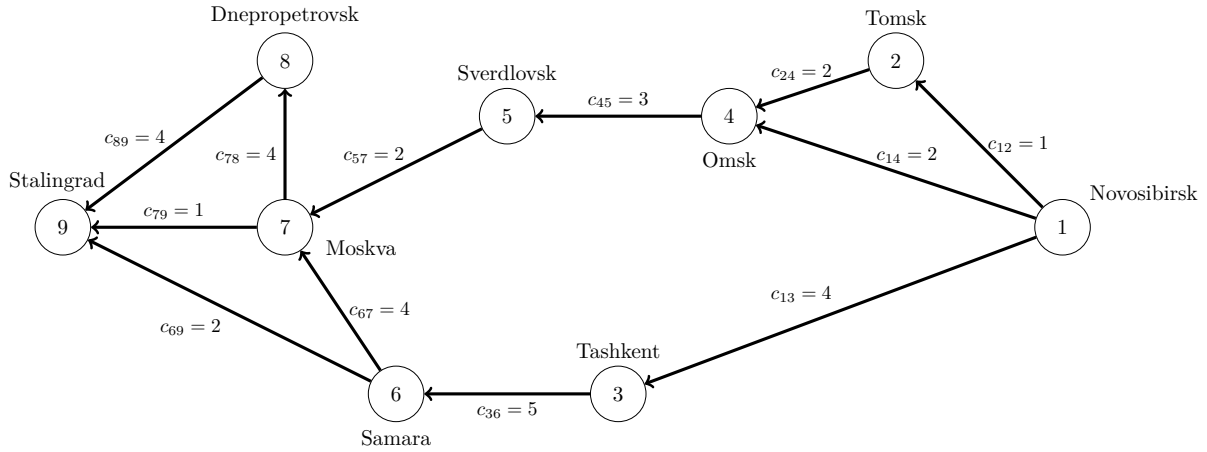 Dnepropetrovsk
Tomsk
8
2
Sverdlovsk
c₂₄ = 2
c₄₅ = 3
5
4
c₈₉ = 4
c₇₈ = 4
c₅₇ = 2
Omsk
c₁₄ = 2
c₁₂ = 1
Stalingrad
Novosibirsk
c₇₉ = 1
9
7
1
Moskva
c₁₃ = 4
c₆₇ = 4
c₆₉ = 2
Tashkent
6
3
c₃₆ = 5
Samara